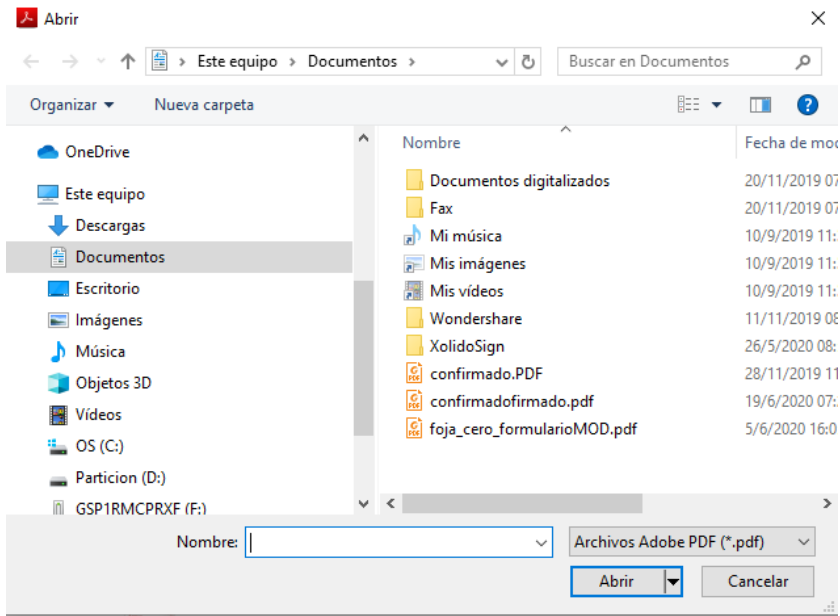 Abrir
Este equipo > Documentos >
Buscar en Documentos
Organizar
Nueva carpeta
OneDrive
Este equipo
Descargas
Documentos
Escritorio
Imágenes
Música
Objetos 3D
Vídeos
OS (C:)
Particion (D:)
GSP1RMCPRXF (F:)
Nombre Fecha de moc
Documentos digitalizados 20/11/2019 07
Fax 20/11/2019 07
Mi música 10/9/2019 11:
Mis imágenes 10/9/2019 11:
Mis vídeos 10/9/2019 11:
Wondershare 11/11/2019 08
XolidoSign 26/5/2020 08:
confirmado.PDF 28/11/2019 11
confirmadofirmado.pdf 19/6/2020 07:
foja_cero_formularioMOD.pdf 5/6/2020 16:0
Nombre:
Archivos Adobe PDF (*.pdf)
Abrir
Cancelar